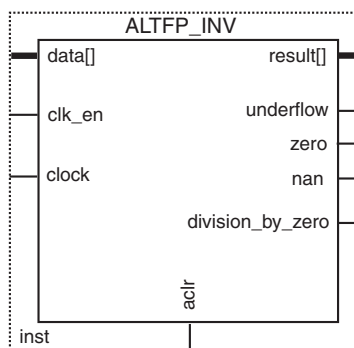 ALTFP_INV
data[] result[]
clk_en underflow
zero
clock nan
division_by_zero
aclr
inst